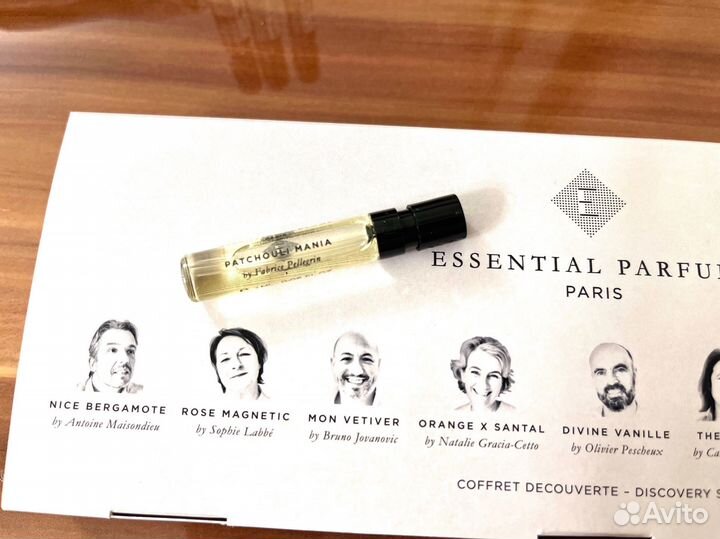 E
PATCHOULI MANIA
by Fabrice Pellegrin
ESSENTIAL PARFU
PARIS
NICE BERGAMOTE
by Antoine Maisondieu
ROSE MAGNETIC
by Sophie Labbé
MON VETIVER
by Bruno Jovanovic
ORANGE X SANTAL
by Natalie Gracia-Cetto
DIVINE VANILLE
by Olivier Pescheux
THE
by Ca
COFFRET DECOUVERTE - DISCOVERY S
Avito